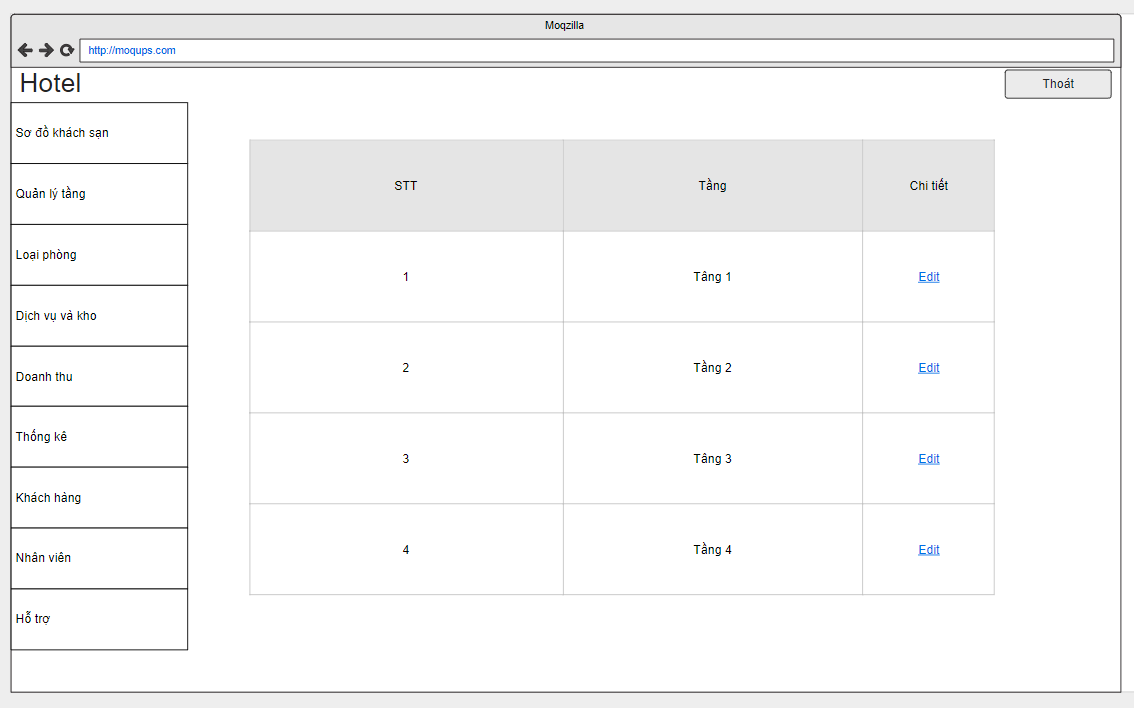 Moqzilla
http://moqups.com
Hotel
Thoát
Sơ đồ khách sạn
Quản lý tầng
Loại phòng
Dịch vụ và kho
Doanh thu
Thống kê
Khách hàng
Nhân viên
Hỗ trợ
STT Tầng Chi tiết
1 Tâng 1 Edit
2 Tầng 2 Edit
3 Tâng 3 Edit
4 Tầng 4 Edit